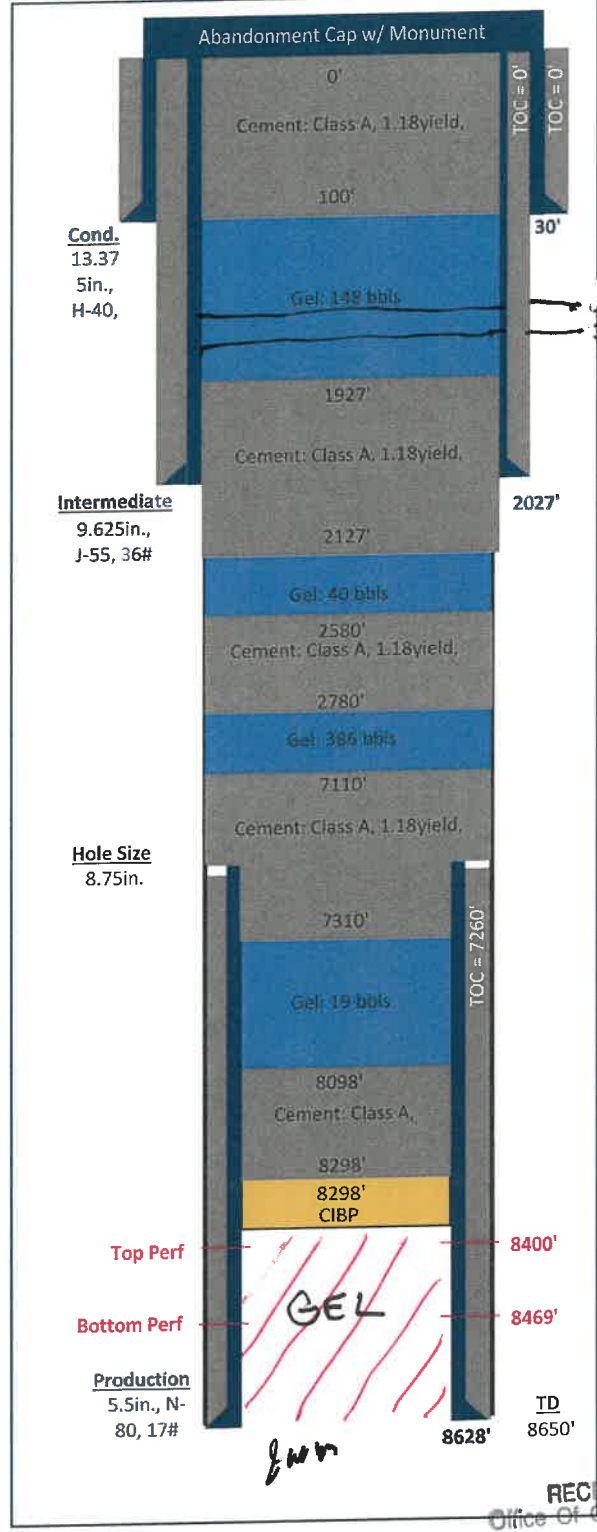 Abandonment Cap w/ Monument
0'
Cement: Class A, 1.18yield,
TOC = 0'
TOC = 0'
100'
30'
Cond.
13.37
5in.,
H-40,
Gel: 148 bbls
1927'
Cement: Class A, 1.18yield,
Intermediate
9.625in.,
J-55, 36#
2027'
2127'
Gel: 40 bbls
2580'
Cement: Class A, 1.18yield,
2780'
Gel: 386 bbls
7110'
Cement: Class A, 1.18yield,
Hole Size
8.75in.
7310'
TOC = 7260'
Gel: 19 bbls
8098'
Cement: Class A,
8298'
8298'
CIBP
Top Perf
8400'
GEL
Bottom Perf
8469'
Production
5.5in., N-
80, 17#
8628'
TD
8650'
RECE
Office Of